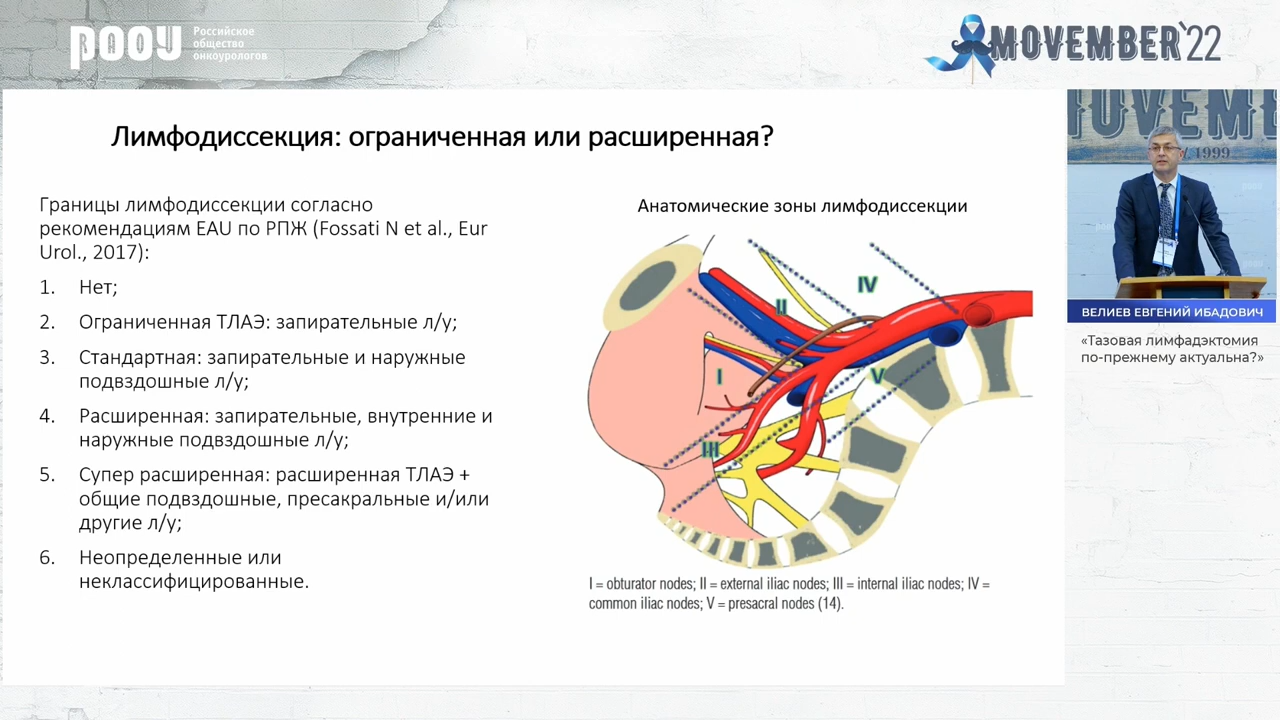 РООУ
Российское
общество
онкоурологов
MOVEMBER'22
Лимфодиссекция: ограниченная или расширенная?
Границы лимфодиссекции согласно
рекомендациям EAU по РПЖ (Fossati N et al., Eur
Urol., 2017):
1. Нет;
2. Ограниченная ТЛАЭ: запирательные л/у;
3. Стандартная: запирательные и наружные
подвздошные л/у;
4. Расширенная: запирательные, внутренние и
наружные подвздошные л/у;
5. Супер расширенная: расширенная ТЛАЭ +
общие подвздошные, пресакральные и/или
другие л/у;
6. Неопределенные или
неклассифицированные.
Анатомические зоны лимфодиссекции
IV
II
I
V
III
I = obturator nodes; II = external iliac nodes; III = internal iliac nodes; IV =
common iliac nodes; V = presacral nodes (14).
MOVEM
1999
ВЕЛИЕВ ЕВГЕНИЙ ИБАДОВИЧ
«Тазовая лимфадэктомия
по-прежнему актуальна?»